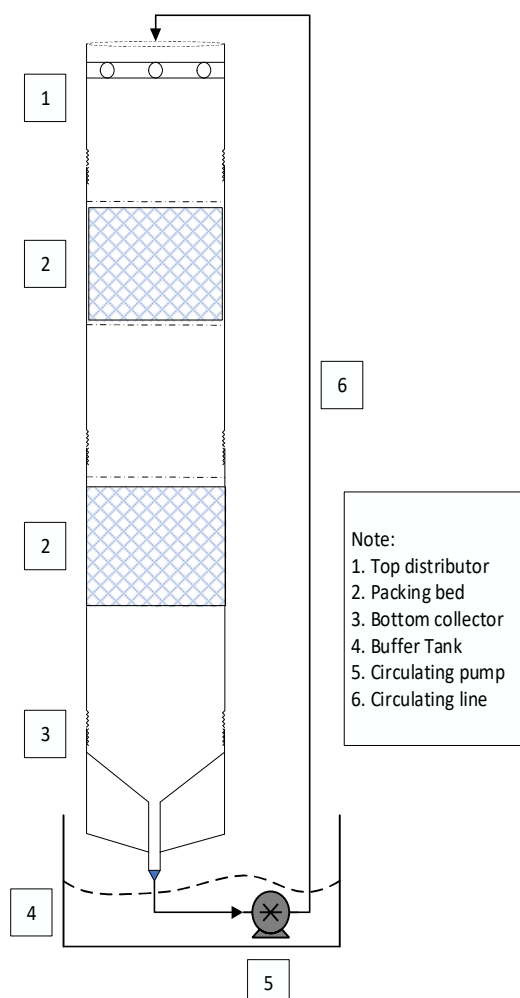 1
2
6
2
Note:
1. Top distributor
2. Packing bed
3. Bottom collector
4. Buffer Tank
5. Circulating pump
6. Circulating line
3
4
5